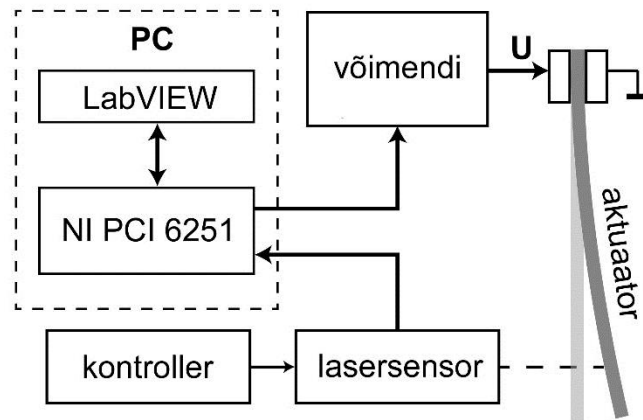 PC
LabVIEW
NI PCI 6251
võimendi
U
aktuaator
kontroller
lasersensor